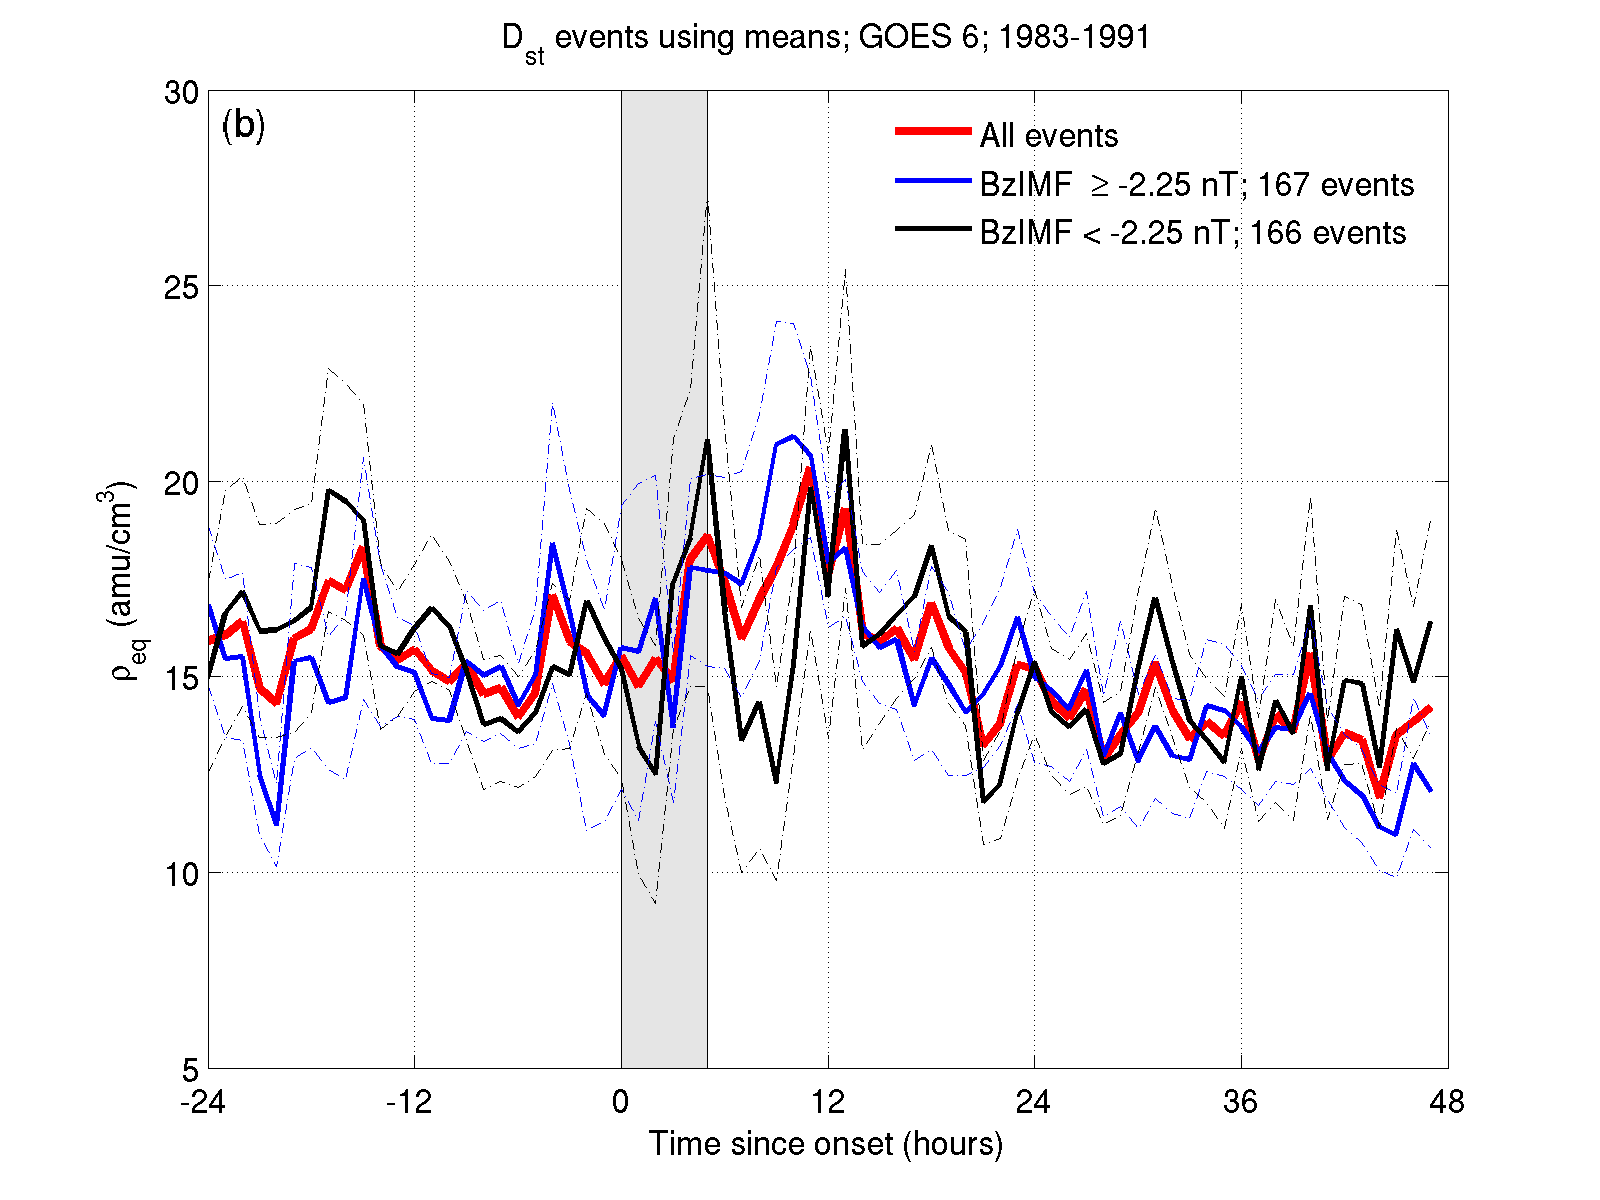 Dst events using means; GOES 6; 1983-1991
(b)
All events
BzIMF ≥ -2.25 nT; 167 events
BzIMF < -2.25 nT; 166 events
30
25
20
15
10
5
ρeq (amu/cm3)
-24 -12 0 12 24 36 48
Time since onset (hours)